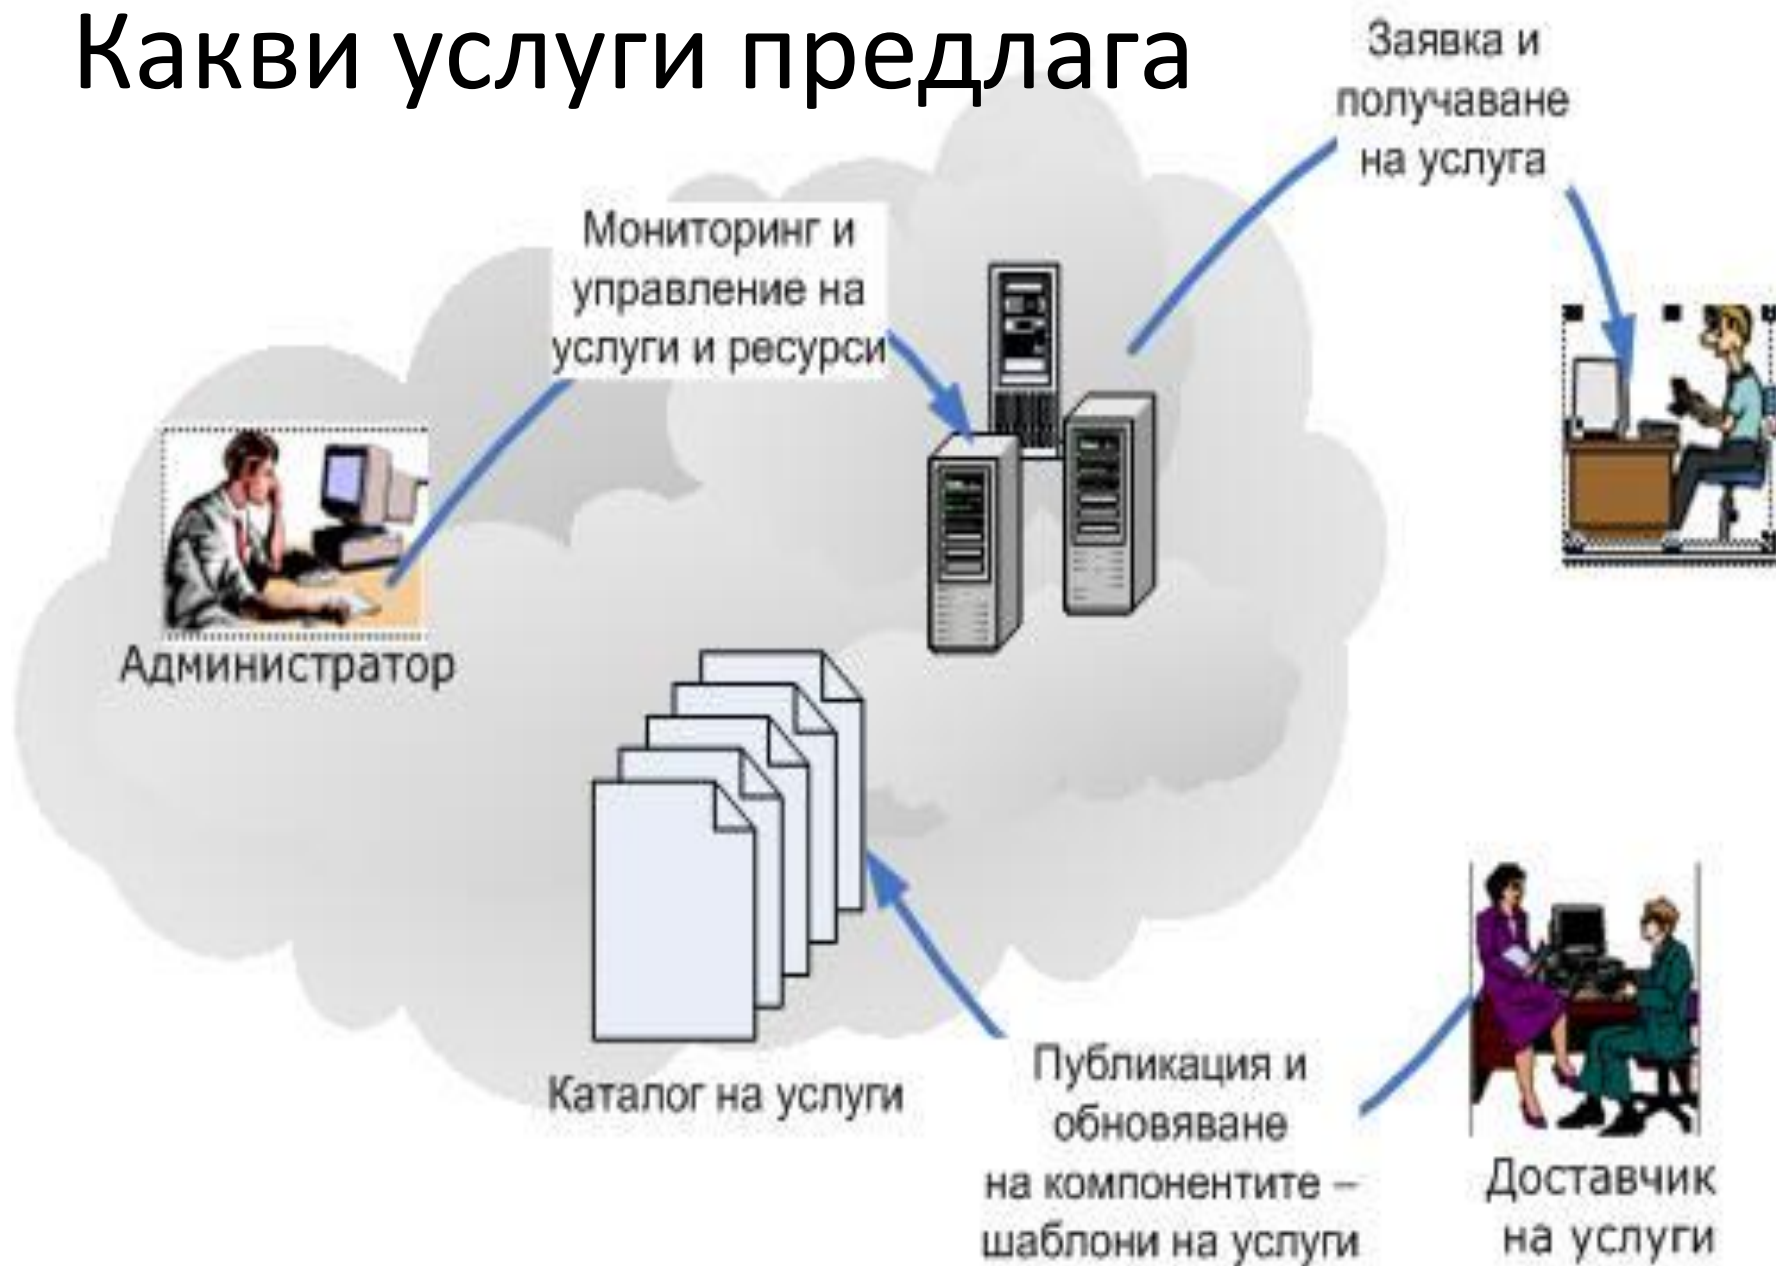 Какви услуги предлага
Заявка и
получаване
на услуга
Мониторинг и
управление на
услуги и ресурси
Администратор
Каталог на услуги
Публикация и
обновяване
на компонентите –
шаблони на услуги
Доставчик
на услуги